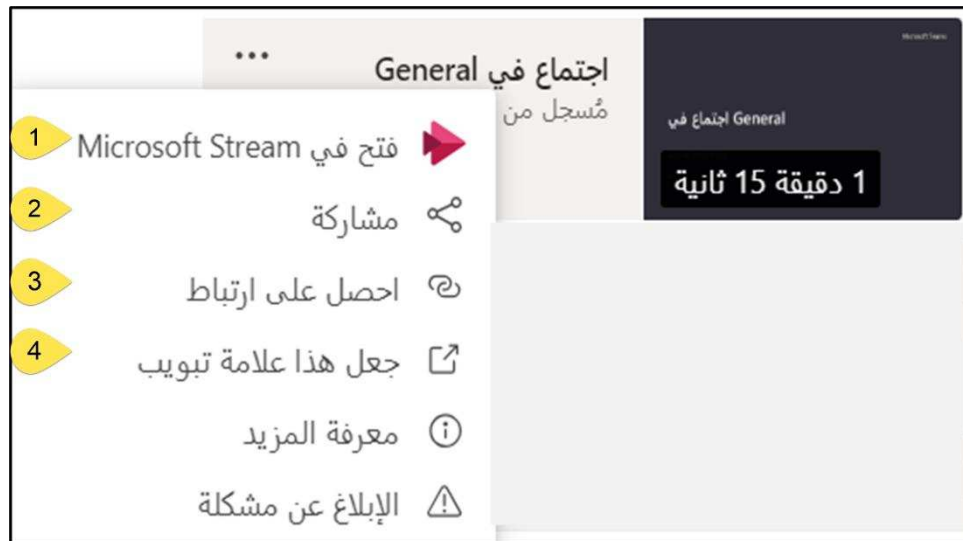 اجتماع في General
مُسجل من
Microsoft Teams
General اجتماع في
1 دقيقة 15 ثانية
1
فتح في Microsoft Stream
2
مشاركة
3
احصل على ارتباط
4
جعل هذا علامة تبويب
معرفة المزيد
الإبلاغ عن مشكلة